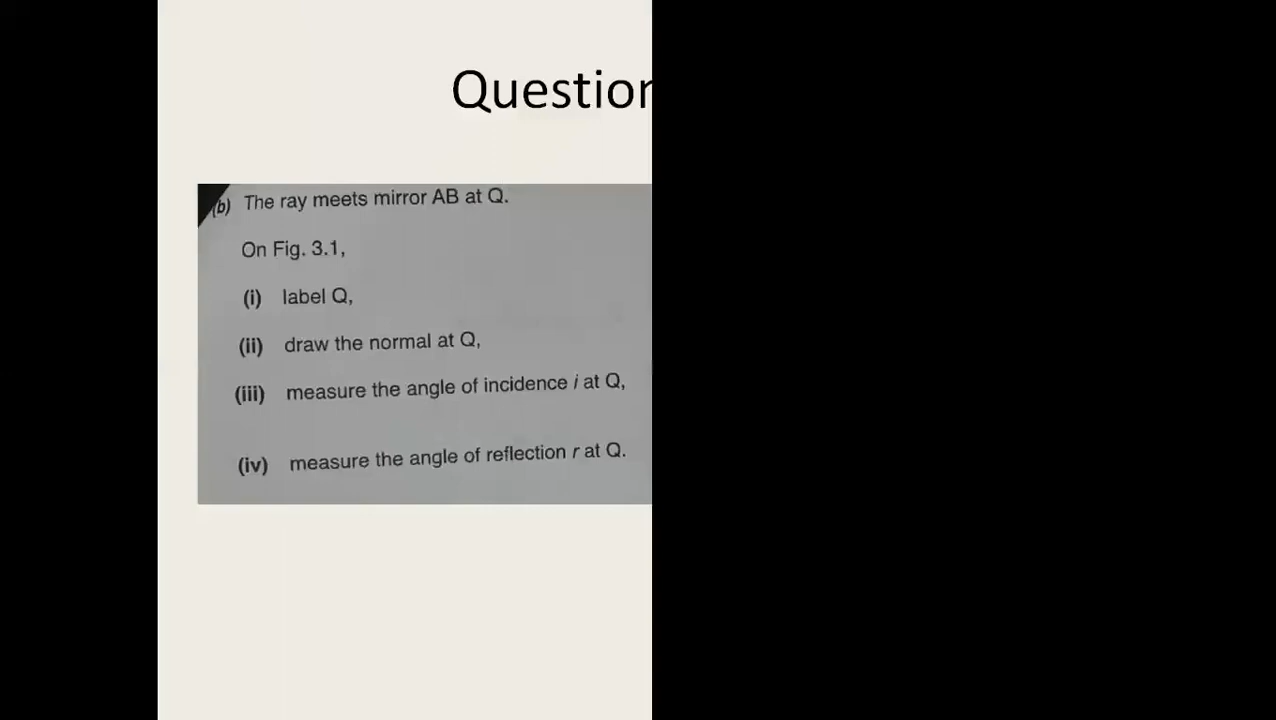 Question
(b) The ray meets mirror AB at Q.
On Fig. 3.1,
(i) label Q,
(ii) draw the normal at Q,
(iii) measure the angle of incidence i at Q,
(iv) measure the angle of reflection r at Q.